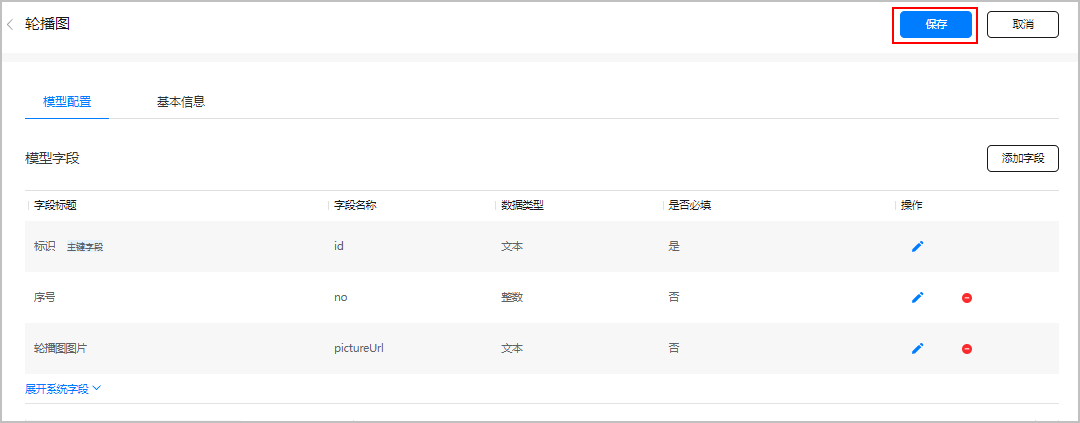 轮播图 保存 取消
模型配置 基本信息
模型字段 添加字段
字段标题 字段名称 数据类型 是否必填 操作
标识 主键字段 id 文本 是
序号 no 整数 否
轮播图图片 pictureUrl 文本 否
展开系统字段